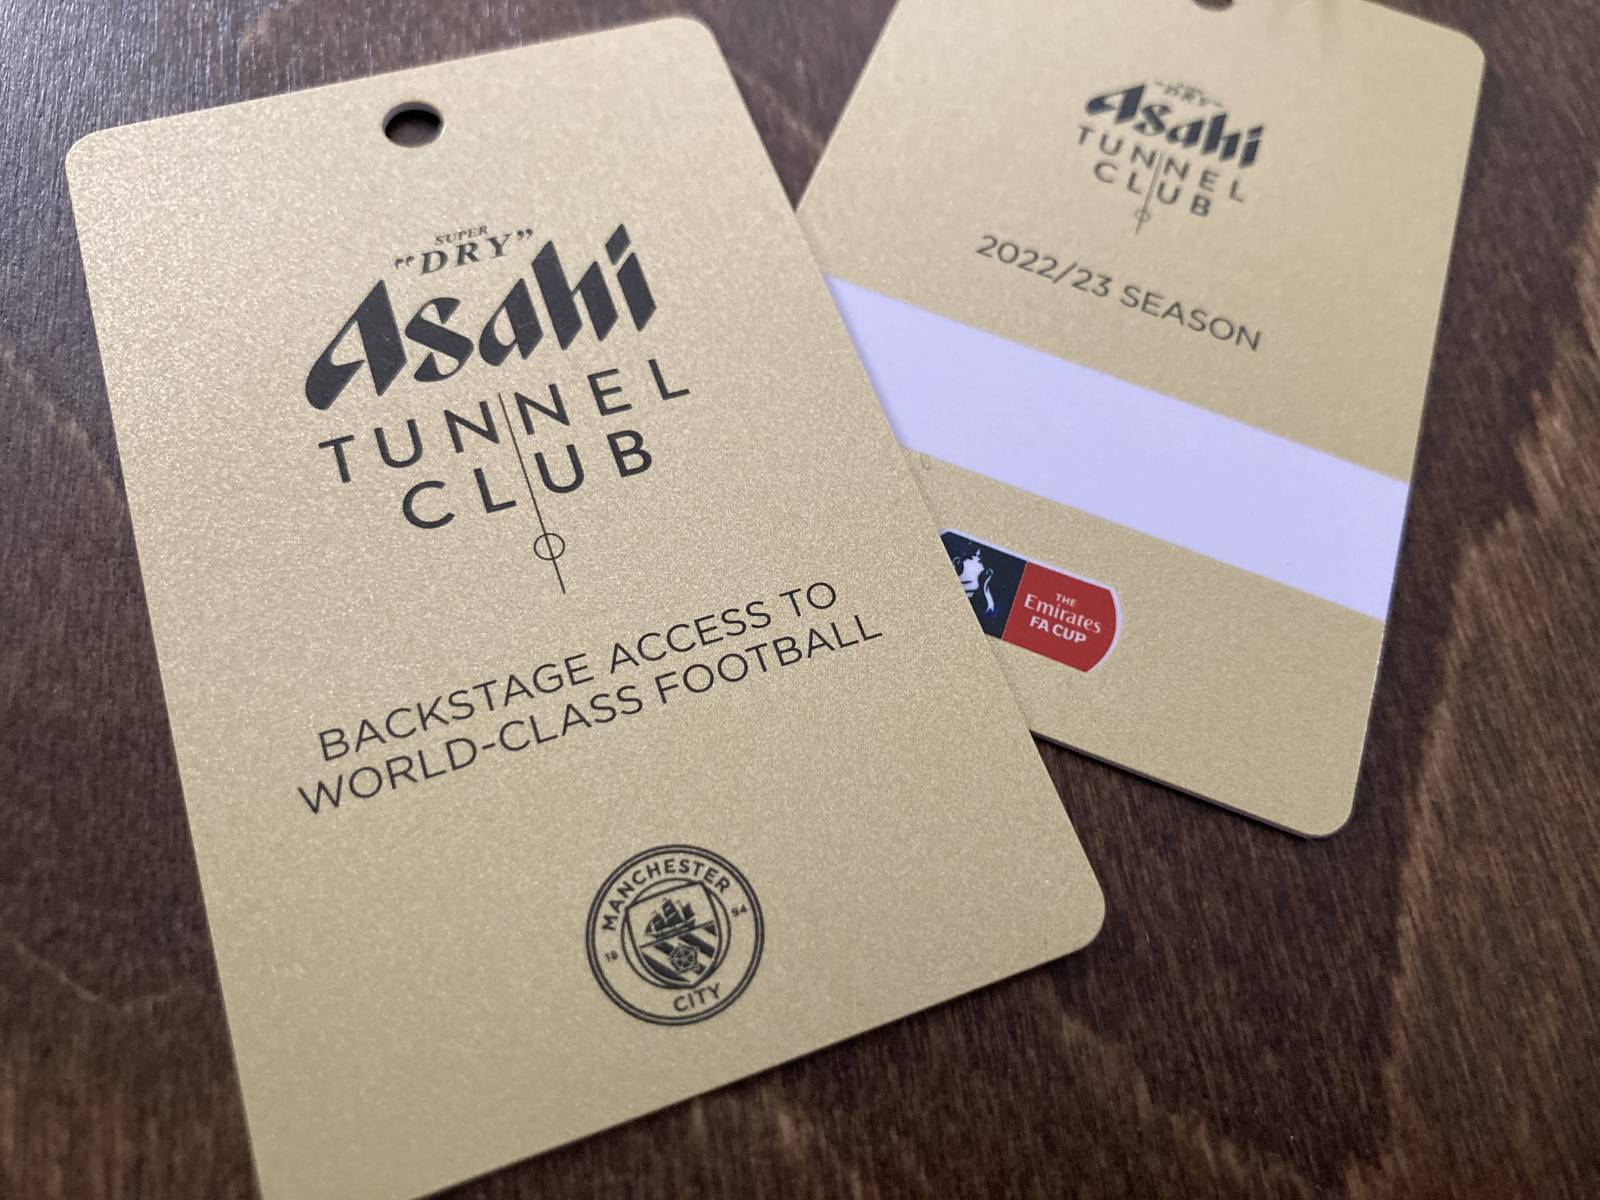 SUPER
"DRY"
Asahi
TUNNEL
CLUB
BACKSTAGE ACCESS TO
WORLD-CLASS FOOTBALL
MANCHESTER
18 94
CITY
"DRY"
Asahi
TUNNEL
CLUB
2022/23 SEASON
THE
Emirates
FA CUP